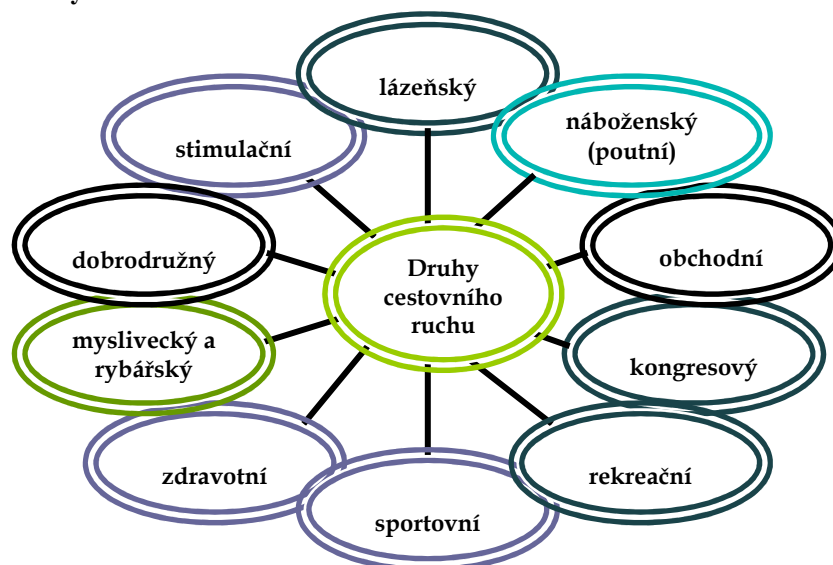 lázeňský
náboženský
(poutní)
obchodní
kongresový
rekreační
sportovní
zdravotní
myslivecký a
rybářský
dobrodružný
stimulační
Druhy
cestovního
ruchu